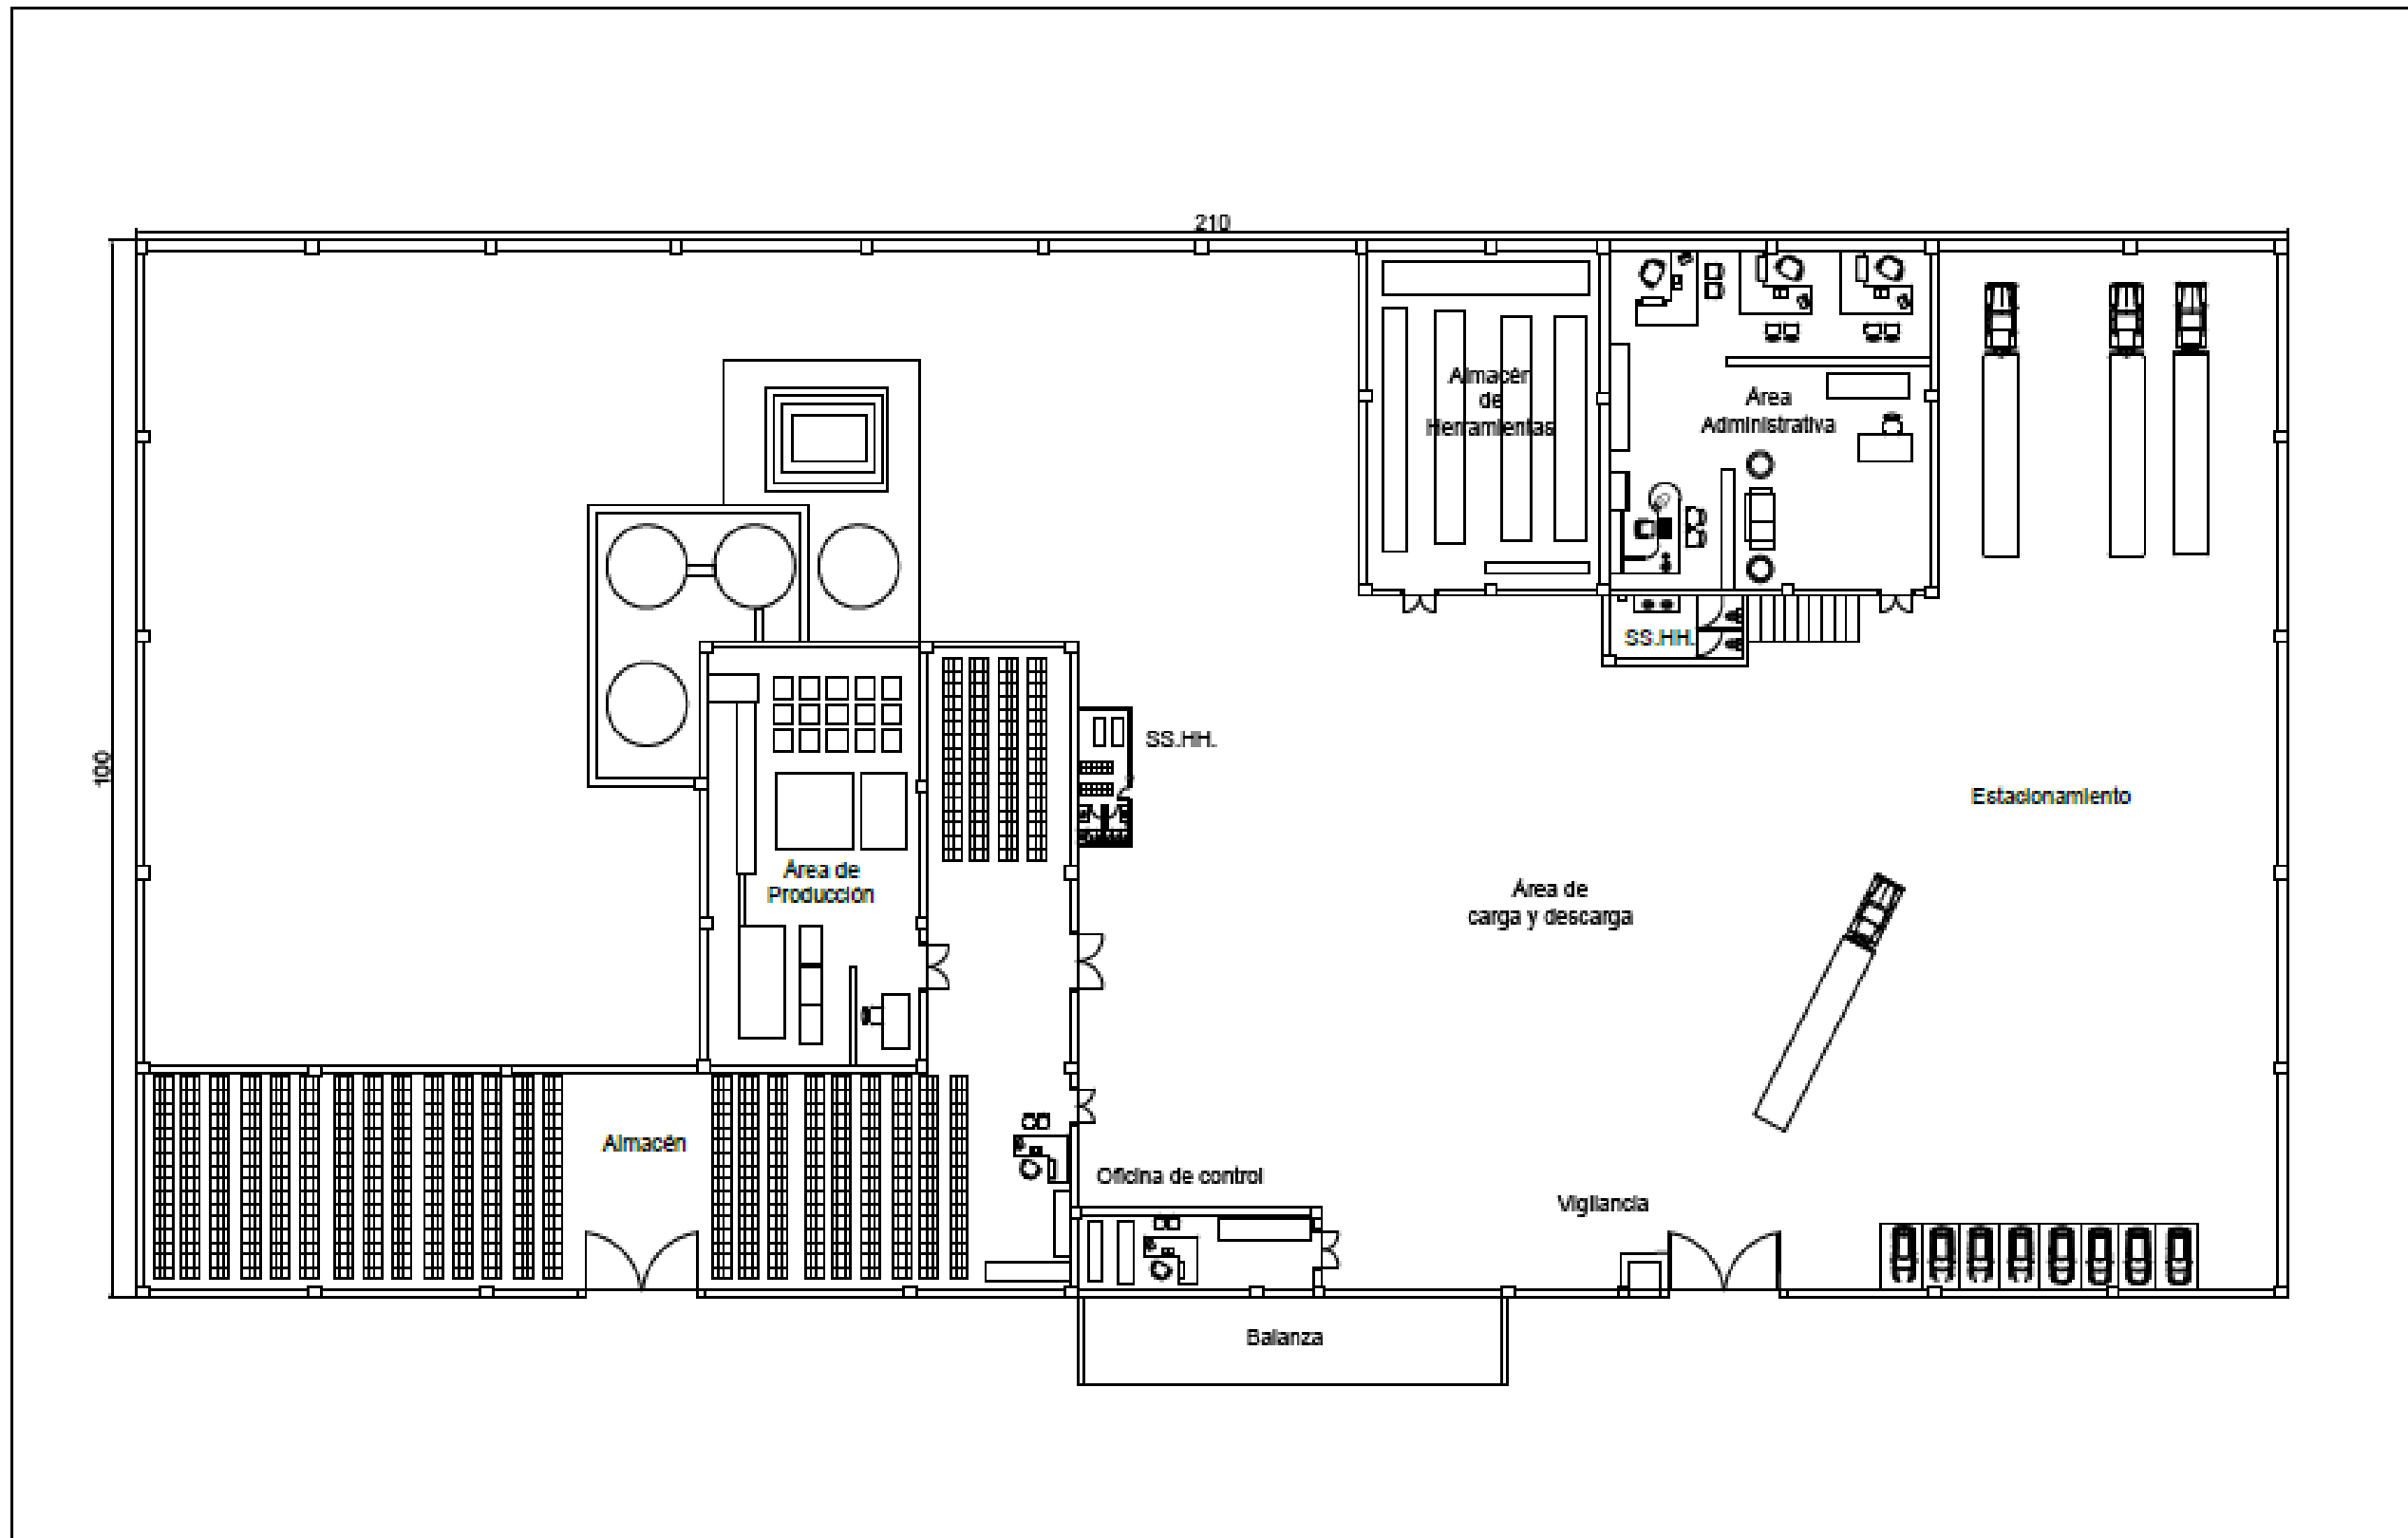 210
Almacén
de
Herramientas
Área
Administrativa
SS.HH.
100
SS.HH.
Estacionamiento
Área de
Producción
Área de
carga y descarga
Almacén
Oficina de control
Vigilancia
Balanza